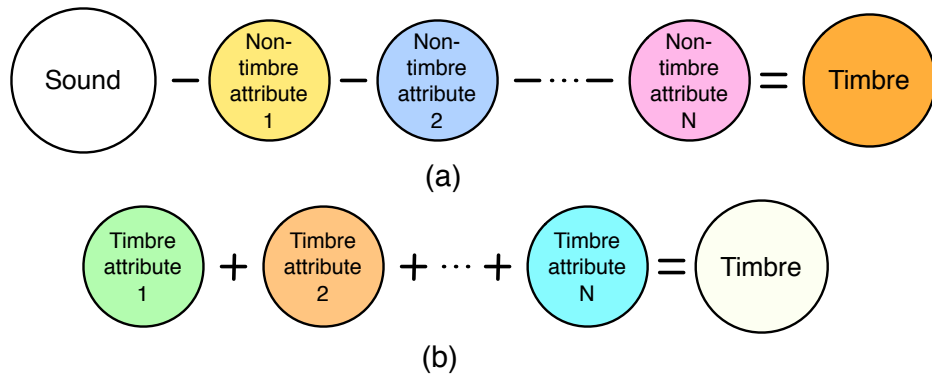 Sound − Non-timbre attribute 1 − Non-timbre attribute 2 − ··· − Non-timbre attribute N = Timbre
(a)
Timbre attribute 1 + Timbre attribute 2 + ··· + Timbre attribute N = Timbre
(b)